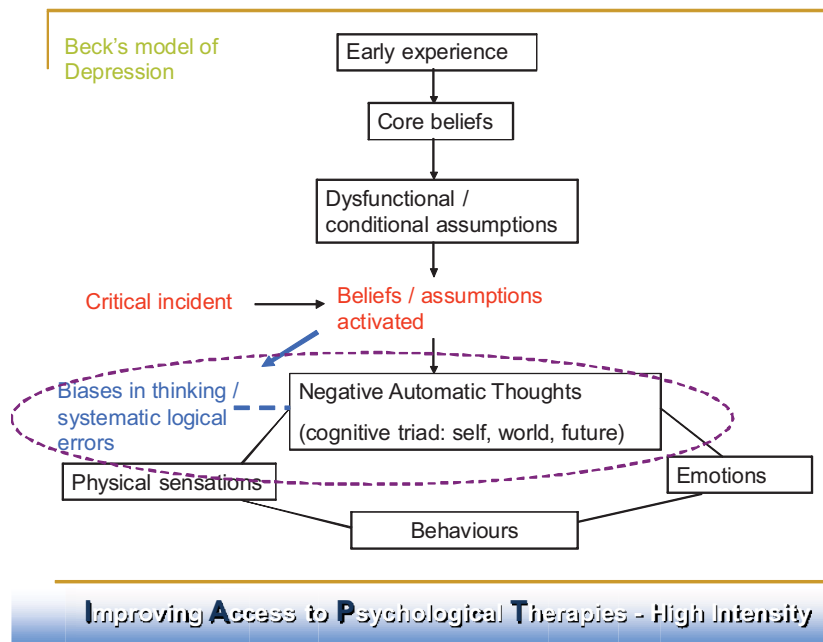 Beck's model of
Depression
Early experience
Core beliefs
Dysfunctional /
conditional assumptions
Critical incident
Beliefs / assumptions
activated
Biases in thinking /
systematic logical
errors
Negative Automatic Thoughts
(cognitive triad: self, world, future)
Physical sensations
Emotions
Behaviours
Improving Access to Psychological Therapies - High Intensity